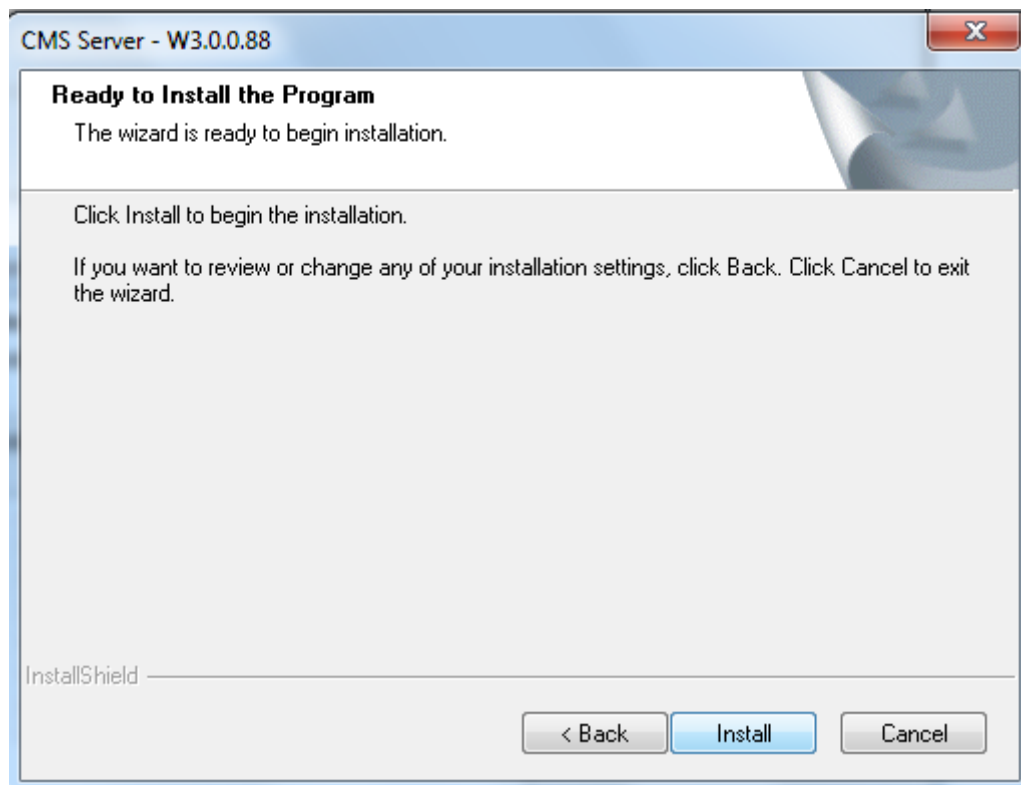 CMS Server - W3.0.0.88
Ready to Install the Program
The wizard is ready to begin installation.
Click Install to begin the installation.
If you want to review or change any of your installation settings, click Back. Click Cancel to exit
the wizard.
InstallShield
< Back Install Cancel